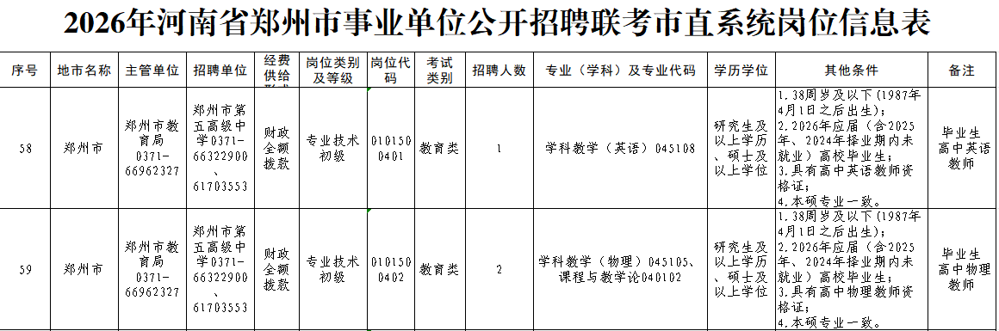 2026年河南省郑州市事业单位公开招聘联考市直系统岗位信息表
序号
地市名称
主管单位
招聘单位
经费
供给
形式
岗位类别
及等级
岗位代
码
考试
类别
招聘人数
专业（学科）及专业代码
学历学位
其他条件
备注
58
郑州市
郑州市教
育局
0371-
66962327
郑州市第
五高级中
学0371-
66322900
、
61703553
财政
全额
拨款
专业技术
初级
010150
0401
教育类
1
学科教学（英语）045108
研究生及
以上学历
、硕士及
以上学位
1.38周岁及以下(1987年
4月1日之后出生)；
2.2026年应届（含2025
年、2024年择业期内未
就业）高校毕业生；
3.具有高中英语教师资
格证；
4.本硕专业一致。
毕业生
高中英语
教师
59
郑州市
郑州市教
育局
0371-
66962327
郑州市第
五高级中
学0371-
66322900
、
61703553
财政
全额
拨款
专业技术
初级
010150
0402
教育类
2
学科教学（物理）045105、
课程与教学论040102
研究生及
以上学历
、硕士及
以上学位
1.38周岁及以下(1987年
4月1日之后出生)；
2.2026年应届（含2025
年、2024年择业期内未
就业）高校毕业生；
3.具有高中物理教师资
格证；
4.本硕专业一致。
毕业生
高中物理
教师